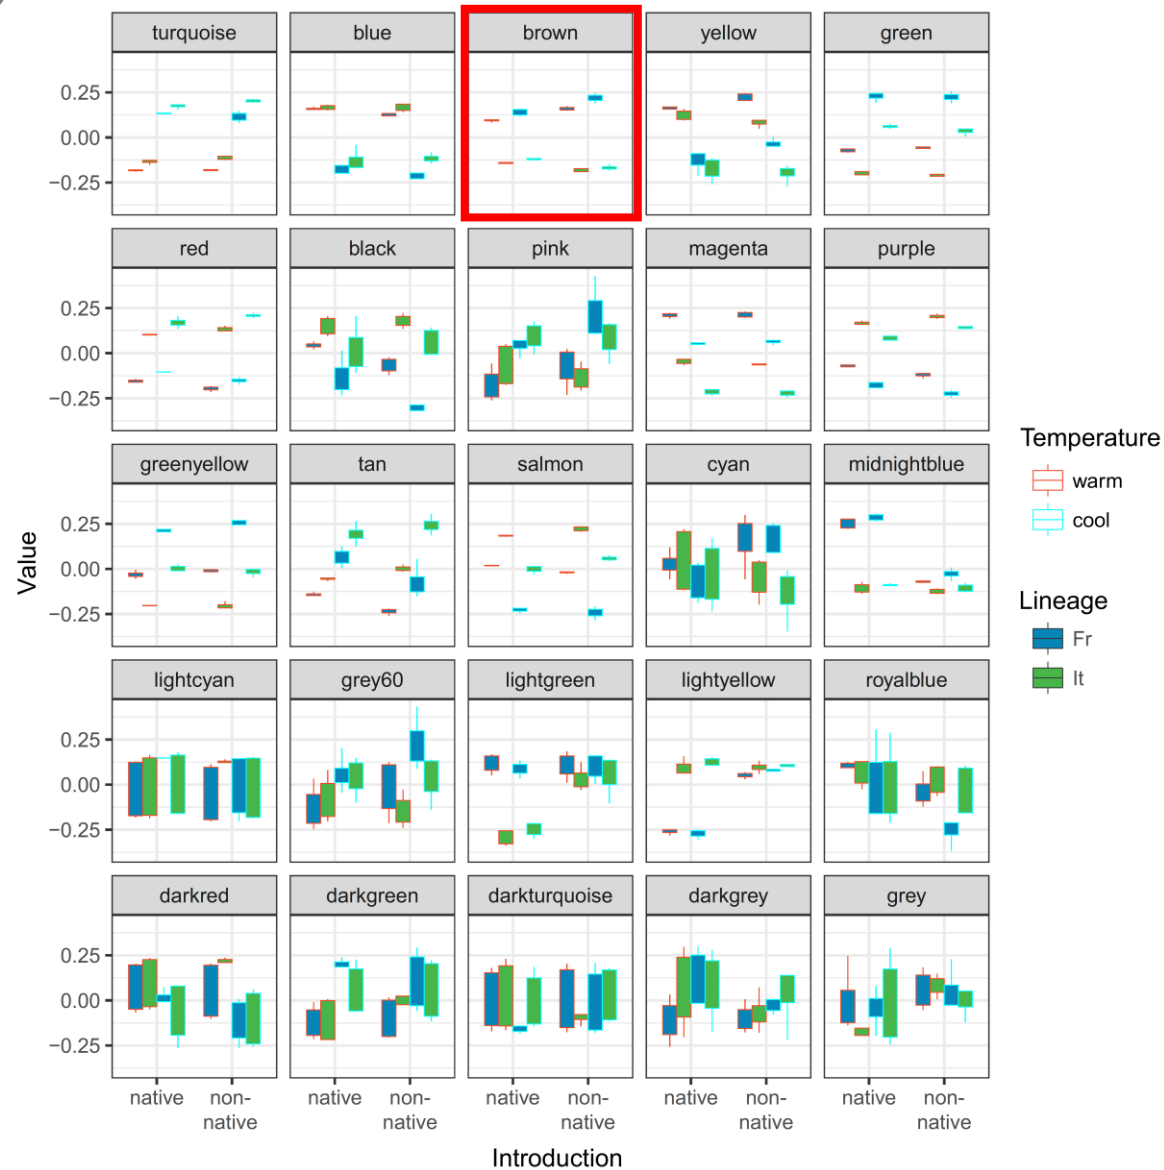 turquoise blue brown yellow green
0.25
0.00
−0.25
red black pink magenta purple
0.25
0.00
−0.25
greenyellow tan salmon cyan midnightblue
0.25
0.00
−0.25
lightcyan grey60 lightgreen lightyellow royalblue
0.25
0.00
−0.25
darkred darkgreen darkturquoise darkgrey grey
0.25
0.00
−0.25
native non- native non- native non- native non- native non-
native native native native native
Introduction
Value
Temperature
warm
cool
Lineage
Fr
It